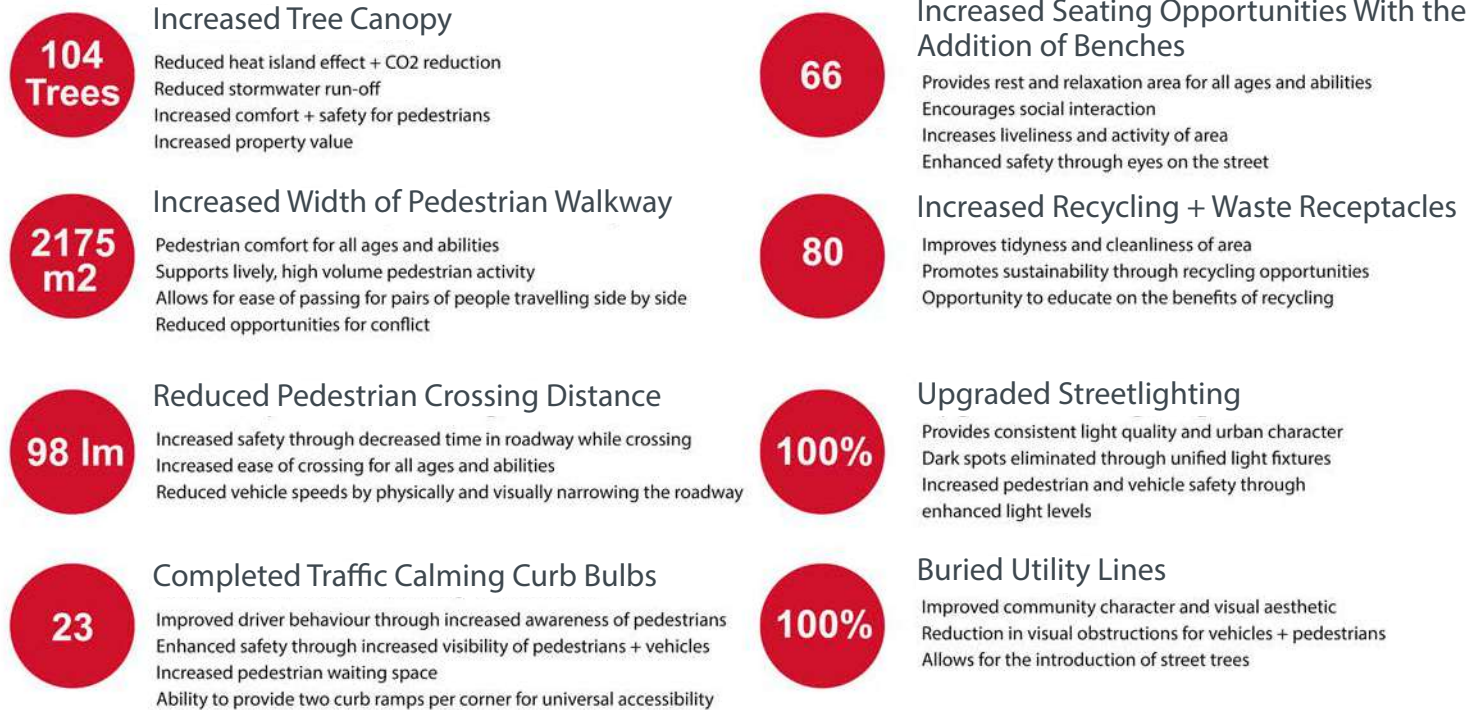 104
Trees
Increased Tree Canopy
Reduced heat island effect + CO2 reduction
Reduced stormwater run-off
Increased comfort + safety for pedestrians
Increased property value
2175
m2
Increased Width of Pedestrian Walkway
Pedestrian comfort for all ages and abilities
Supports lively, high volume pedestrian activity
Allows for ease of passing for pairs of people travelling side by side
Reduced opportunities for conflict
98 lm
Reduced Pedestrian Crossing Distance
Increased safety through decreased time in roadway while crossing
Increased ease of crossing for all ages and abilities
Reduced vehicle speeds by physically and visually narrowing the roadway
23
Completed Traffic Calming Curb Bulbs
Improved driver behaviour through increased awareness of pedestrians
Enhanced safety through increased visibility of pedestrians + vehicles
Increased pedestrian waiting space
Ability to provide two curb ramps per corner for universal accessibility
66
Increased Seating Opportunities With the
Addition of Benches
Provides rest and relaxation area for all ages and abilities
Encourages social interaction
Increases liveliness and activity of area
Enhanced safety through eyes on the street
80
Increased Recycling + Waste Receptacles
Improves tidyness and cleanliness of area
Promotes sustainability through recycling opportunities
Opportunity to educate on the benefits of recycling
100%
Upgraded Streetlighting
Provides consistent light quality and urban character
Dark spots eliminated through unified light fixtures
Increased pedestrian and vehicle safety through
enhanced light levels
100%
Buried Utility Lines
Improved community character and visual aesthetic
Reduction in visual obstructions for vehicles + pedestrians
Allows for the introduction of street trees